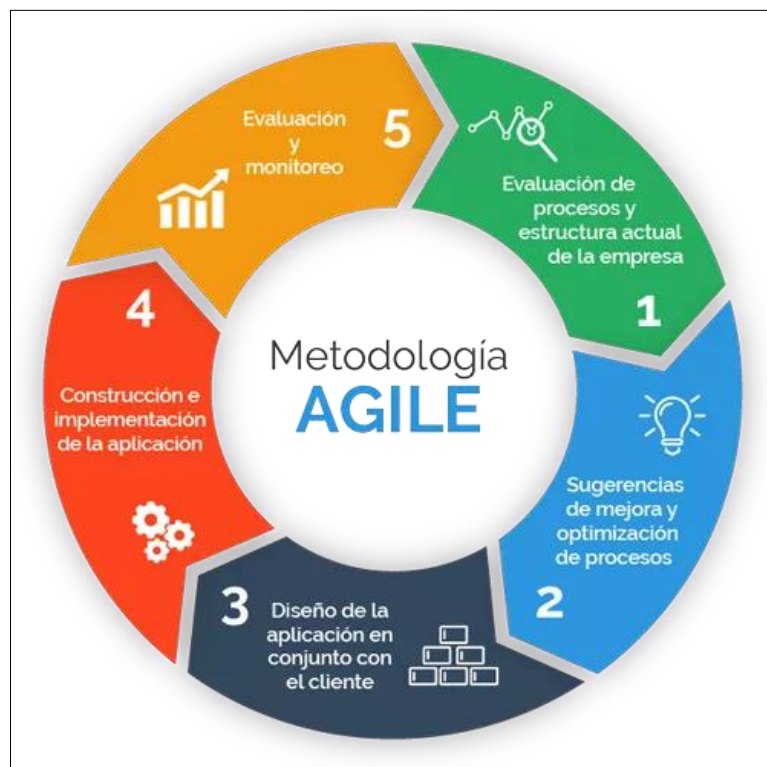 Metodología
AGILE
Evaluación de
procesos y
estructura actual
de la empresa
1
Sugerencias
de mejora y
optimización
de procesos
2
3
Diseño de la
aplicación en
conjunto con
el cliente
4
Construcción e
implementación
de la aplicación
Evaluación
y
monitoreo
5